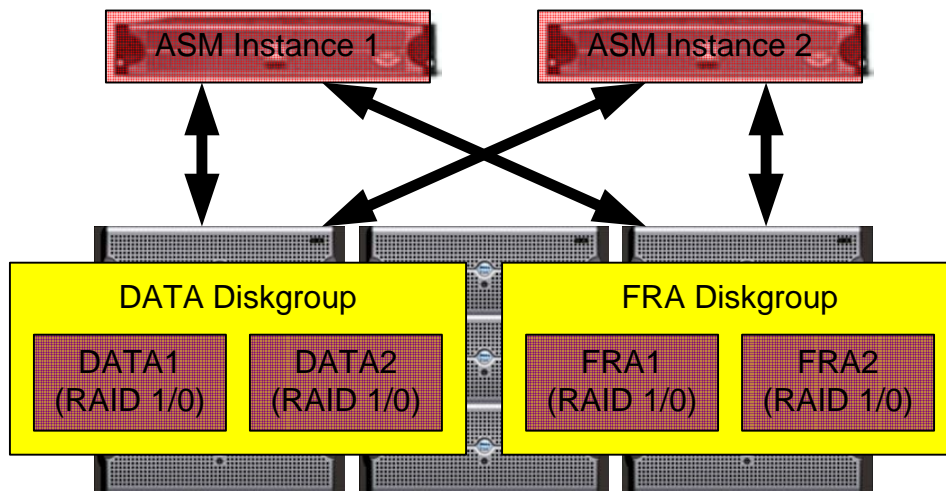 ASM Instance 1
ASM Instance 2
DATA Diskgroup
FRA Diskgroup
DATA1
(RAID 1/0)
DATA2
(RAID 1/0)
FRA1
(RAID 1/0)
FRA2
(RAID 1/0)